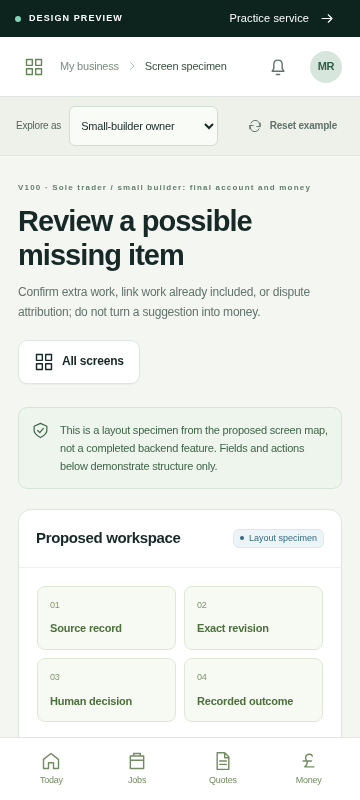 DESIGN PREVIEW
Practice service
My business
Screen specimen
MR
Explore as
Small-builder owner
Reset example
V100 · Sole trader / small builder: final account and money
Review a possible
missing item
Confirm extra work, link work already included, or dispute
attribution; do not turn a suggestion into money.
All screens
This is a layout specimen from the proposed screen map,
not a completed backend feature. Fields and actions
below demonstrate structure only.
Proposed workspace
Layout specimen
01
Source record
02
Exact revision
03
Human decision
04
Recorded outcome
Today
Jobs
Quotes
Money